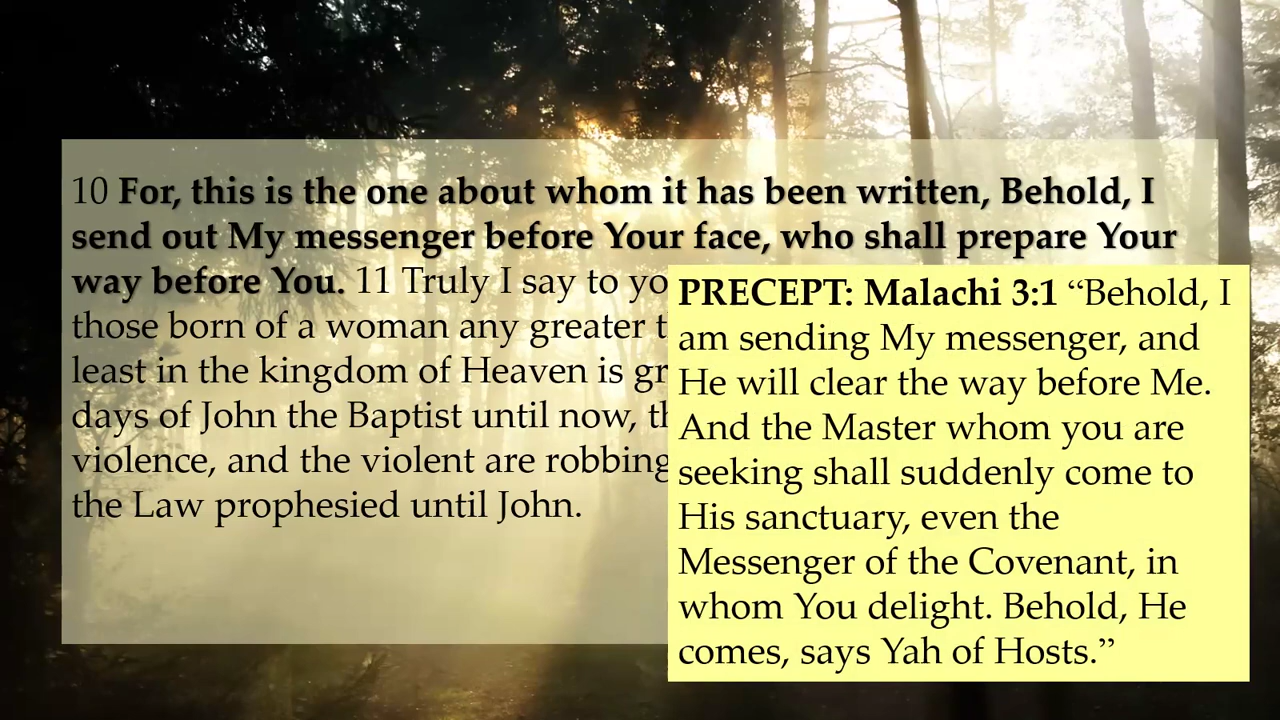 10 For, this is the one about whom it has been written, Behold, I
send out My messenger before Your face, who shall prepare Your
way before You. 11 Truly I say to yo
those born of a woman any greater t
least in the kingdom of Heaven is gr
days of John the Baptist until now, th
violence, and the violent are robbing
the Law prophesied until John.
PRECEPT: Malachi 3:1 “Behold, I
am sending My messenger, and
He will clear the way before Me.
And the Master whom you are
seeking shall suddenly come to
His sanctuary, even the
Messenger of the Covenant, in
whom You delight. Behold, He
comes, says Yah of Hosts.”